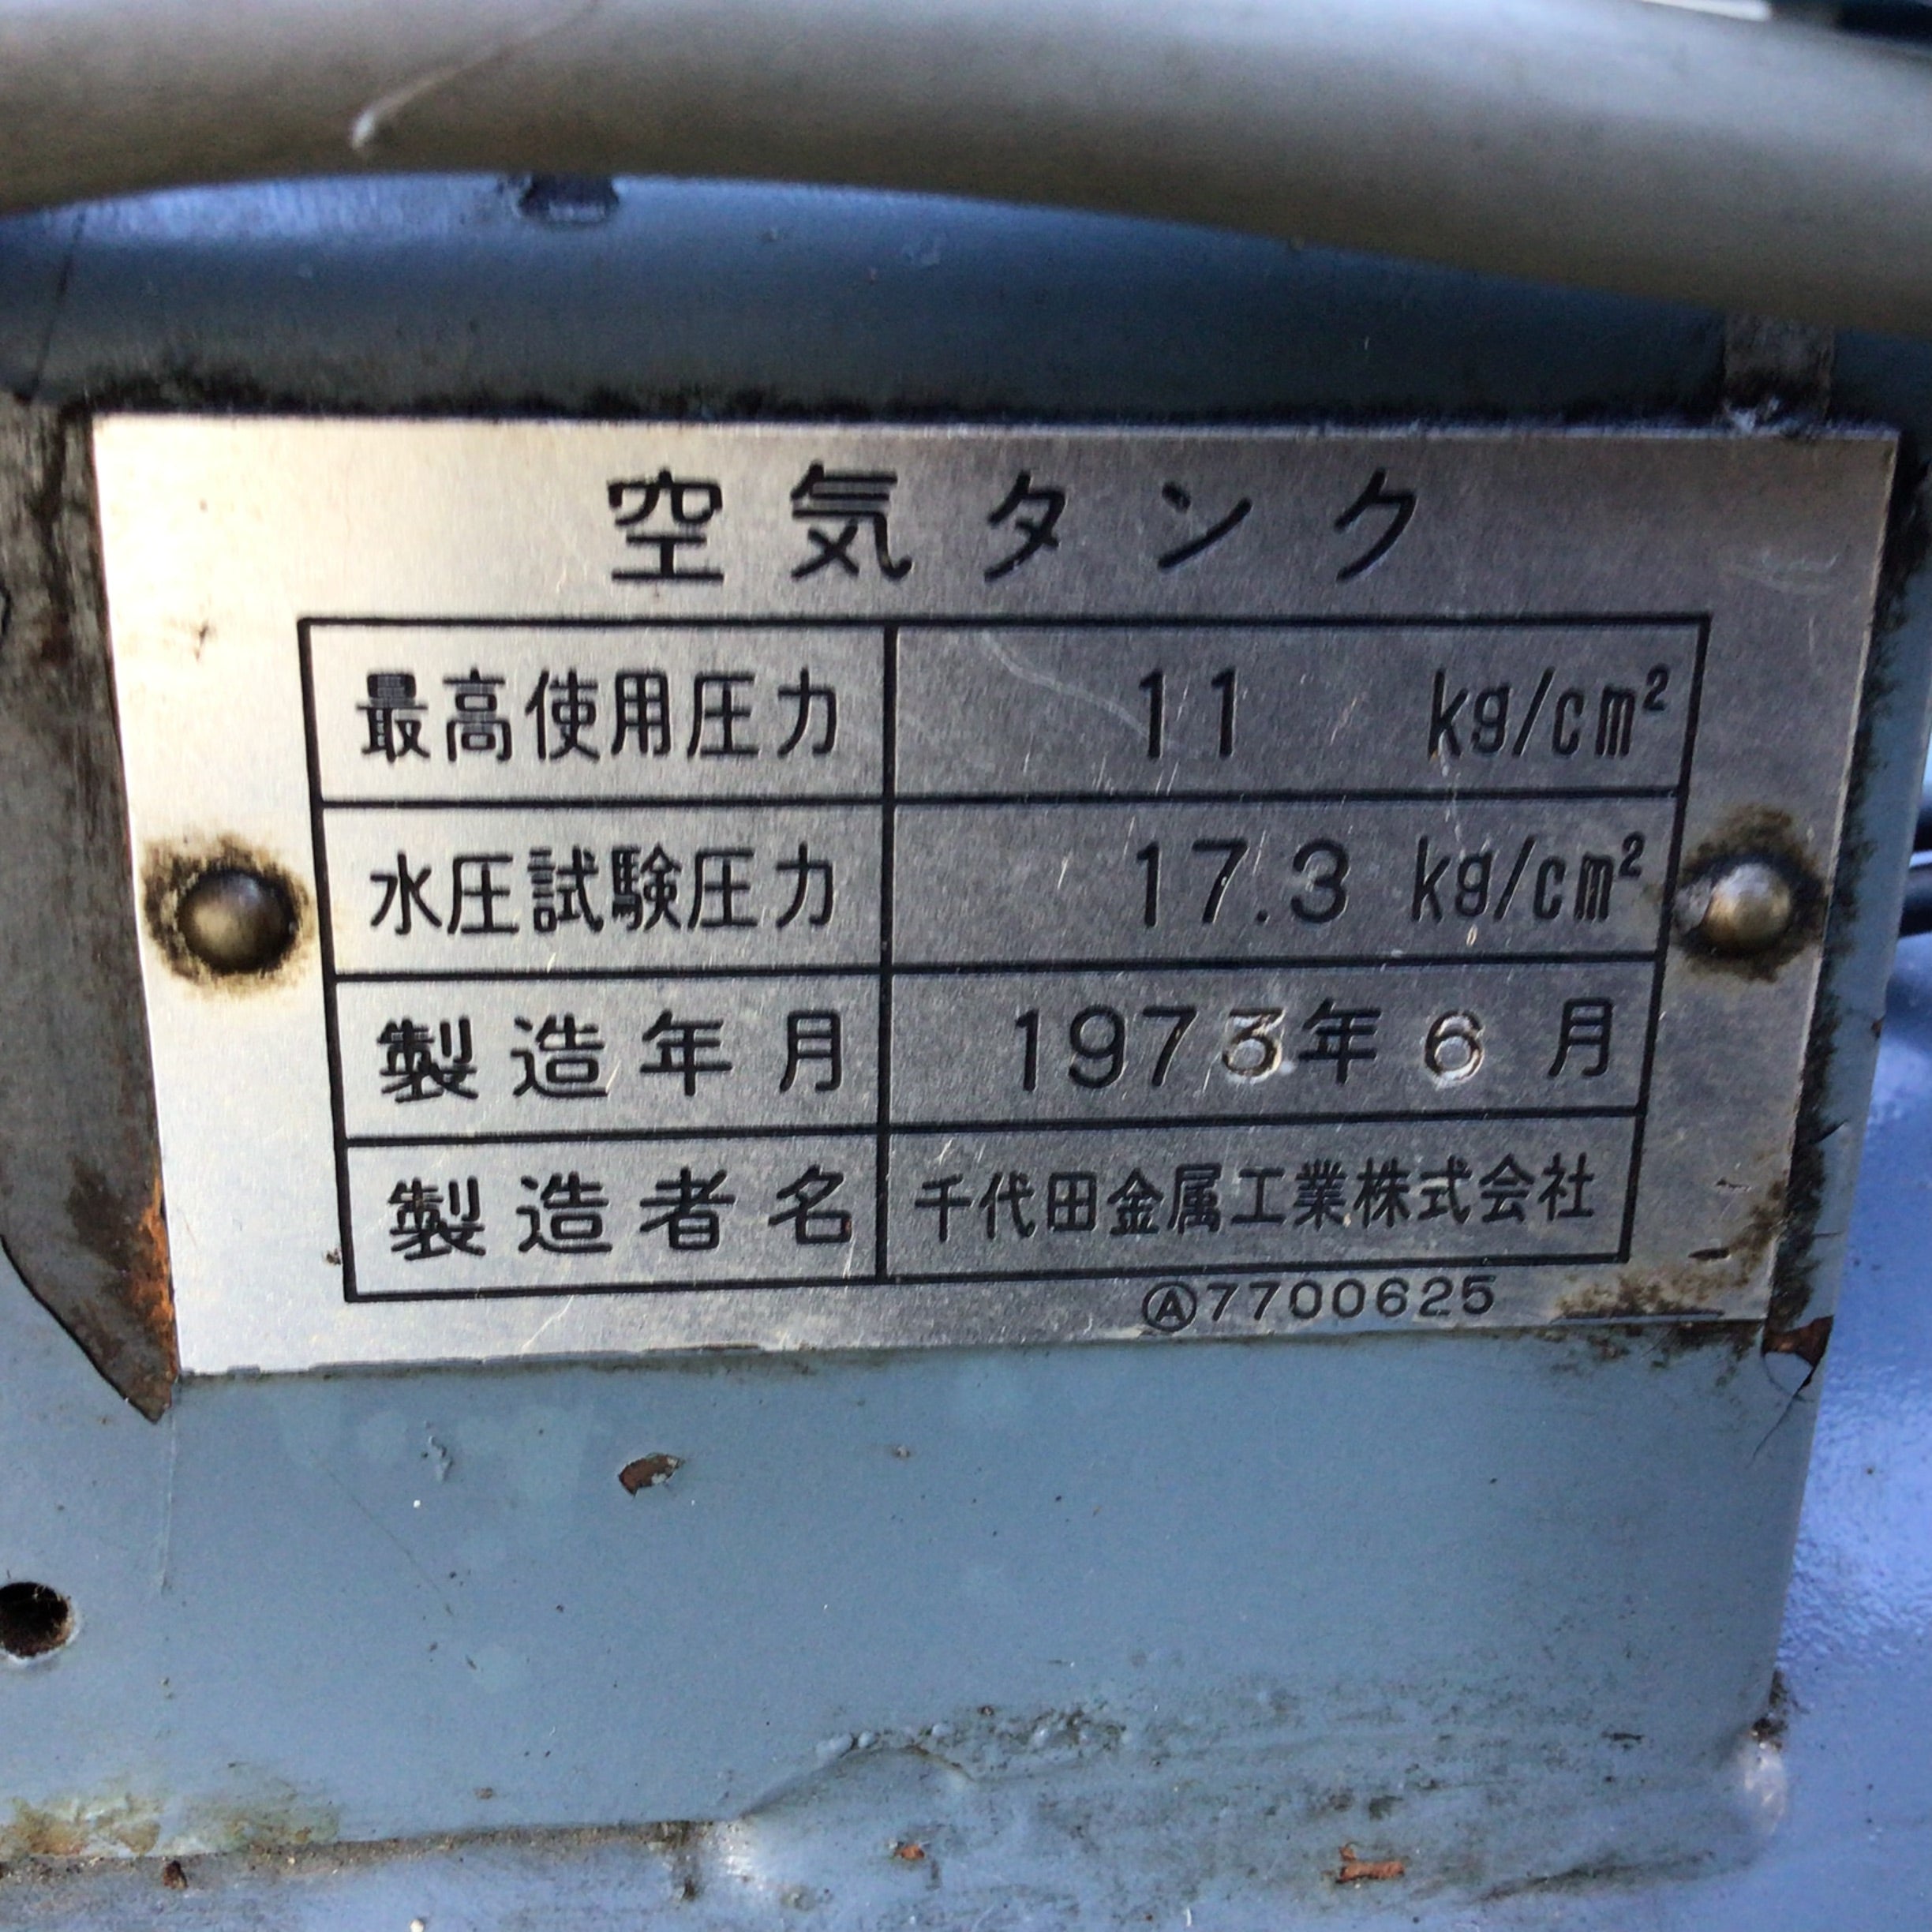 空気タンク
最高使用圧力 11 kg/cm²
水圧試験圧力 17.3 kg/cm²
製造年月 1973年 6月
製造者名 千代田金属工業株式会社
Ⓐ7700625